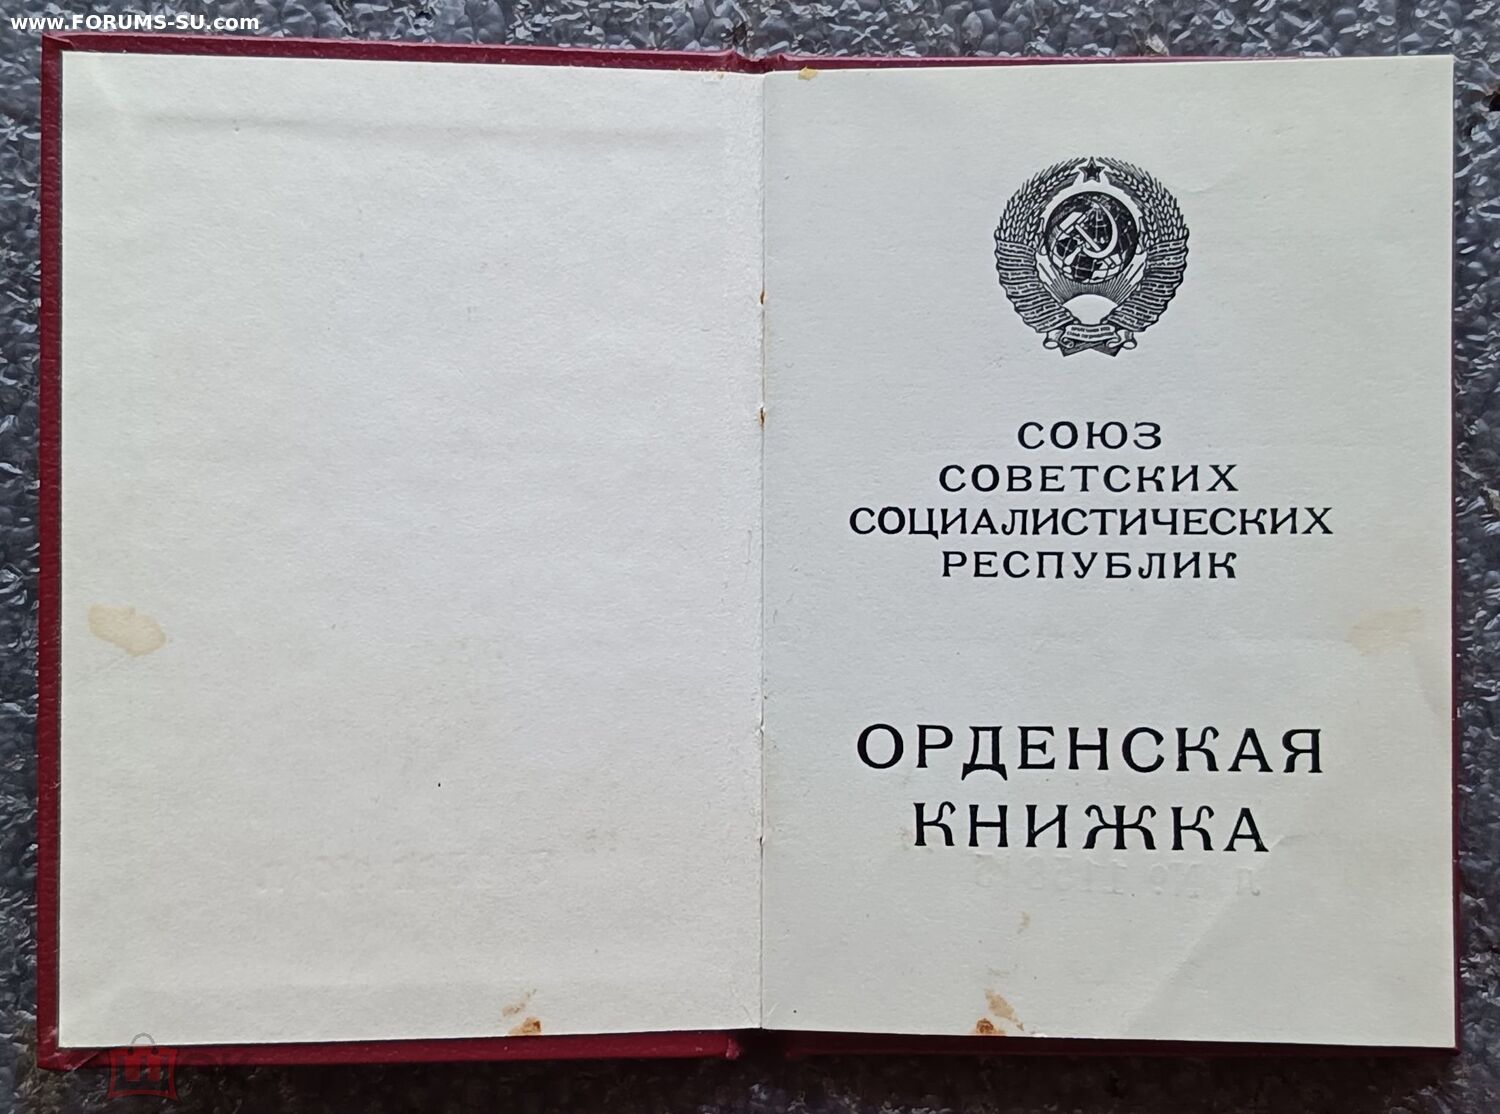 www.FORUMS-SU.com
СОЮЗ
СОВЕТСКИХ
СОЦИАЛИСТИЧЕСКИХ
РЕСПУБЛИК
ОРДЕНСКАЯ
КНИЖКА